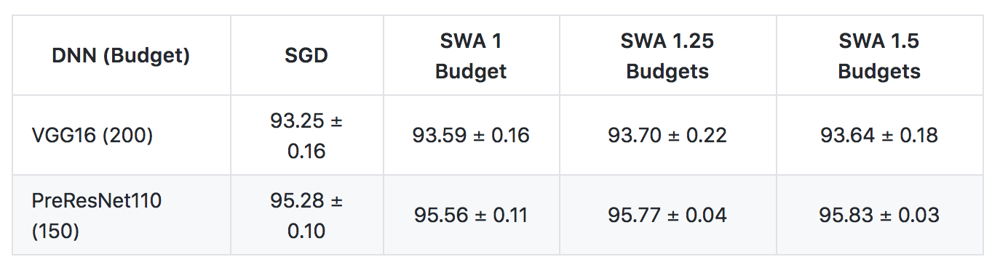 DNN (Budget)
SGD
SWA 1
Budget
SWA 1.25
Budgets
SWA 1.5
Budgets
VGG16 (200)
93.25 ±
0.16
93.59 ± 0.16
93.70 ± 0.22
93.64 ± 0.18
PreResNet110
(150)
95.28 ±
0.10
95.56 ± 0.11
95.77 ± 0.04
95.83 ± 0.03